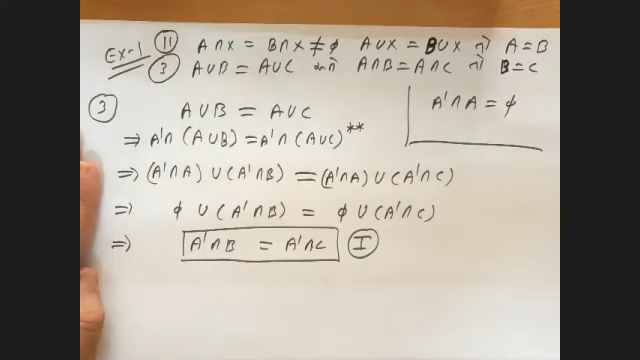 Ex-1 (11) A∩X = B∩X ≠ ϕ A∪X = B∪X તો A=B
(3) A∪B = A∪C અને A∩B = A∩C તો B=C
(3) A∪B = A∪C
⇒ A'∩(A∪B) = A'∩(A∪C)**
A'∩A = ϕ
⇒ (A'∩A)∪(A'∩B) = (A'∩A)∪(A'∩C)
⇒ ϕ∪(A'∩B) = ϕ∪(A'∩C)
⇒ A'∩B = A'∩C (I)